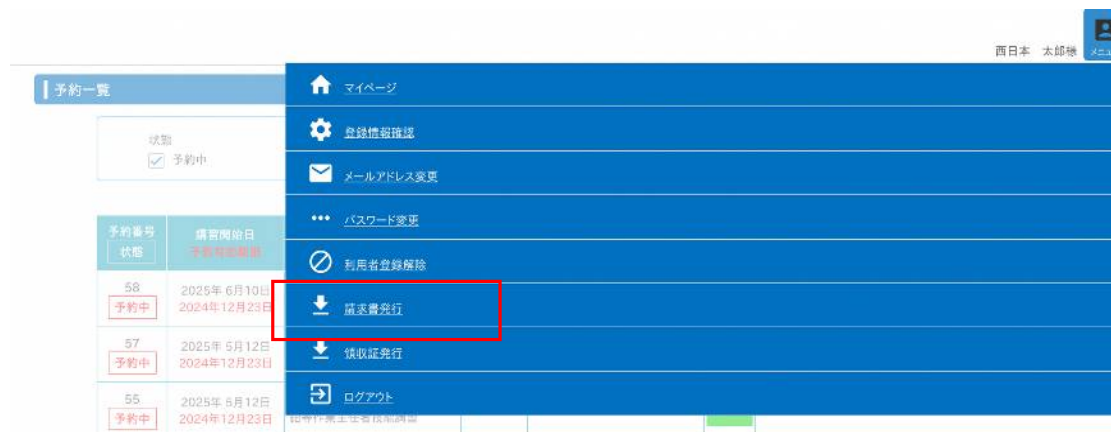 西日本 太郎様
メニュー
予約一覧
マイページ
登録情報確認
メールアドレス変更
パスワード変更
利用者登録解除
請求書発行
領収証発行
ログアウト
状態
予約中
予約番号 講習開始日
状態 予約有効期限
58 2025年 6月10日
予約中 2024年12月23日
57 2025年 5月12日
予約中 2024年12月23日
55 2025年 5月12日
予約中 2024年12月23日